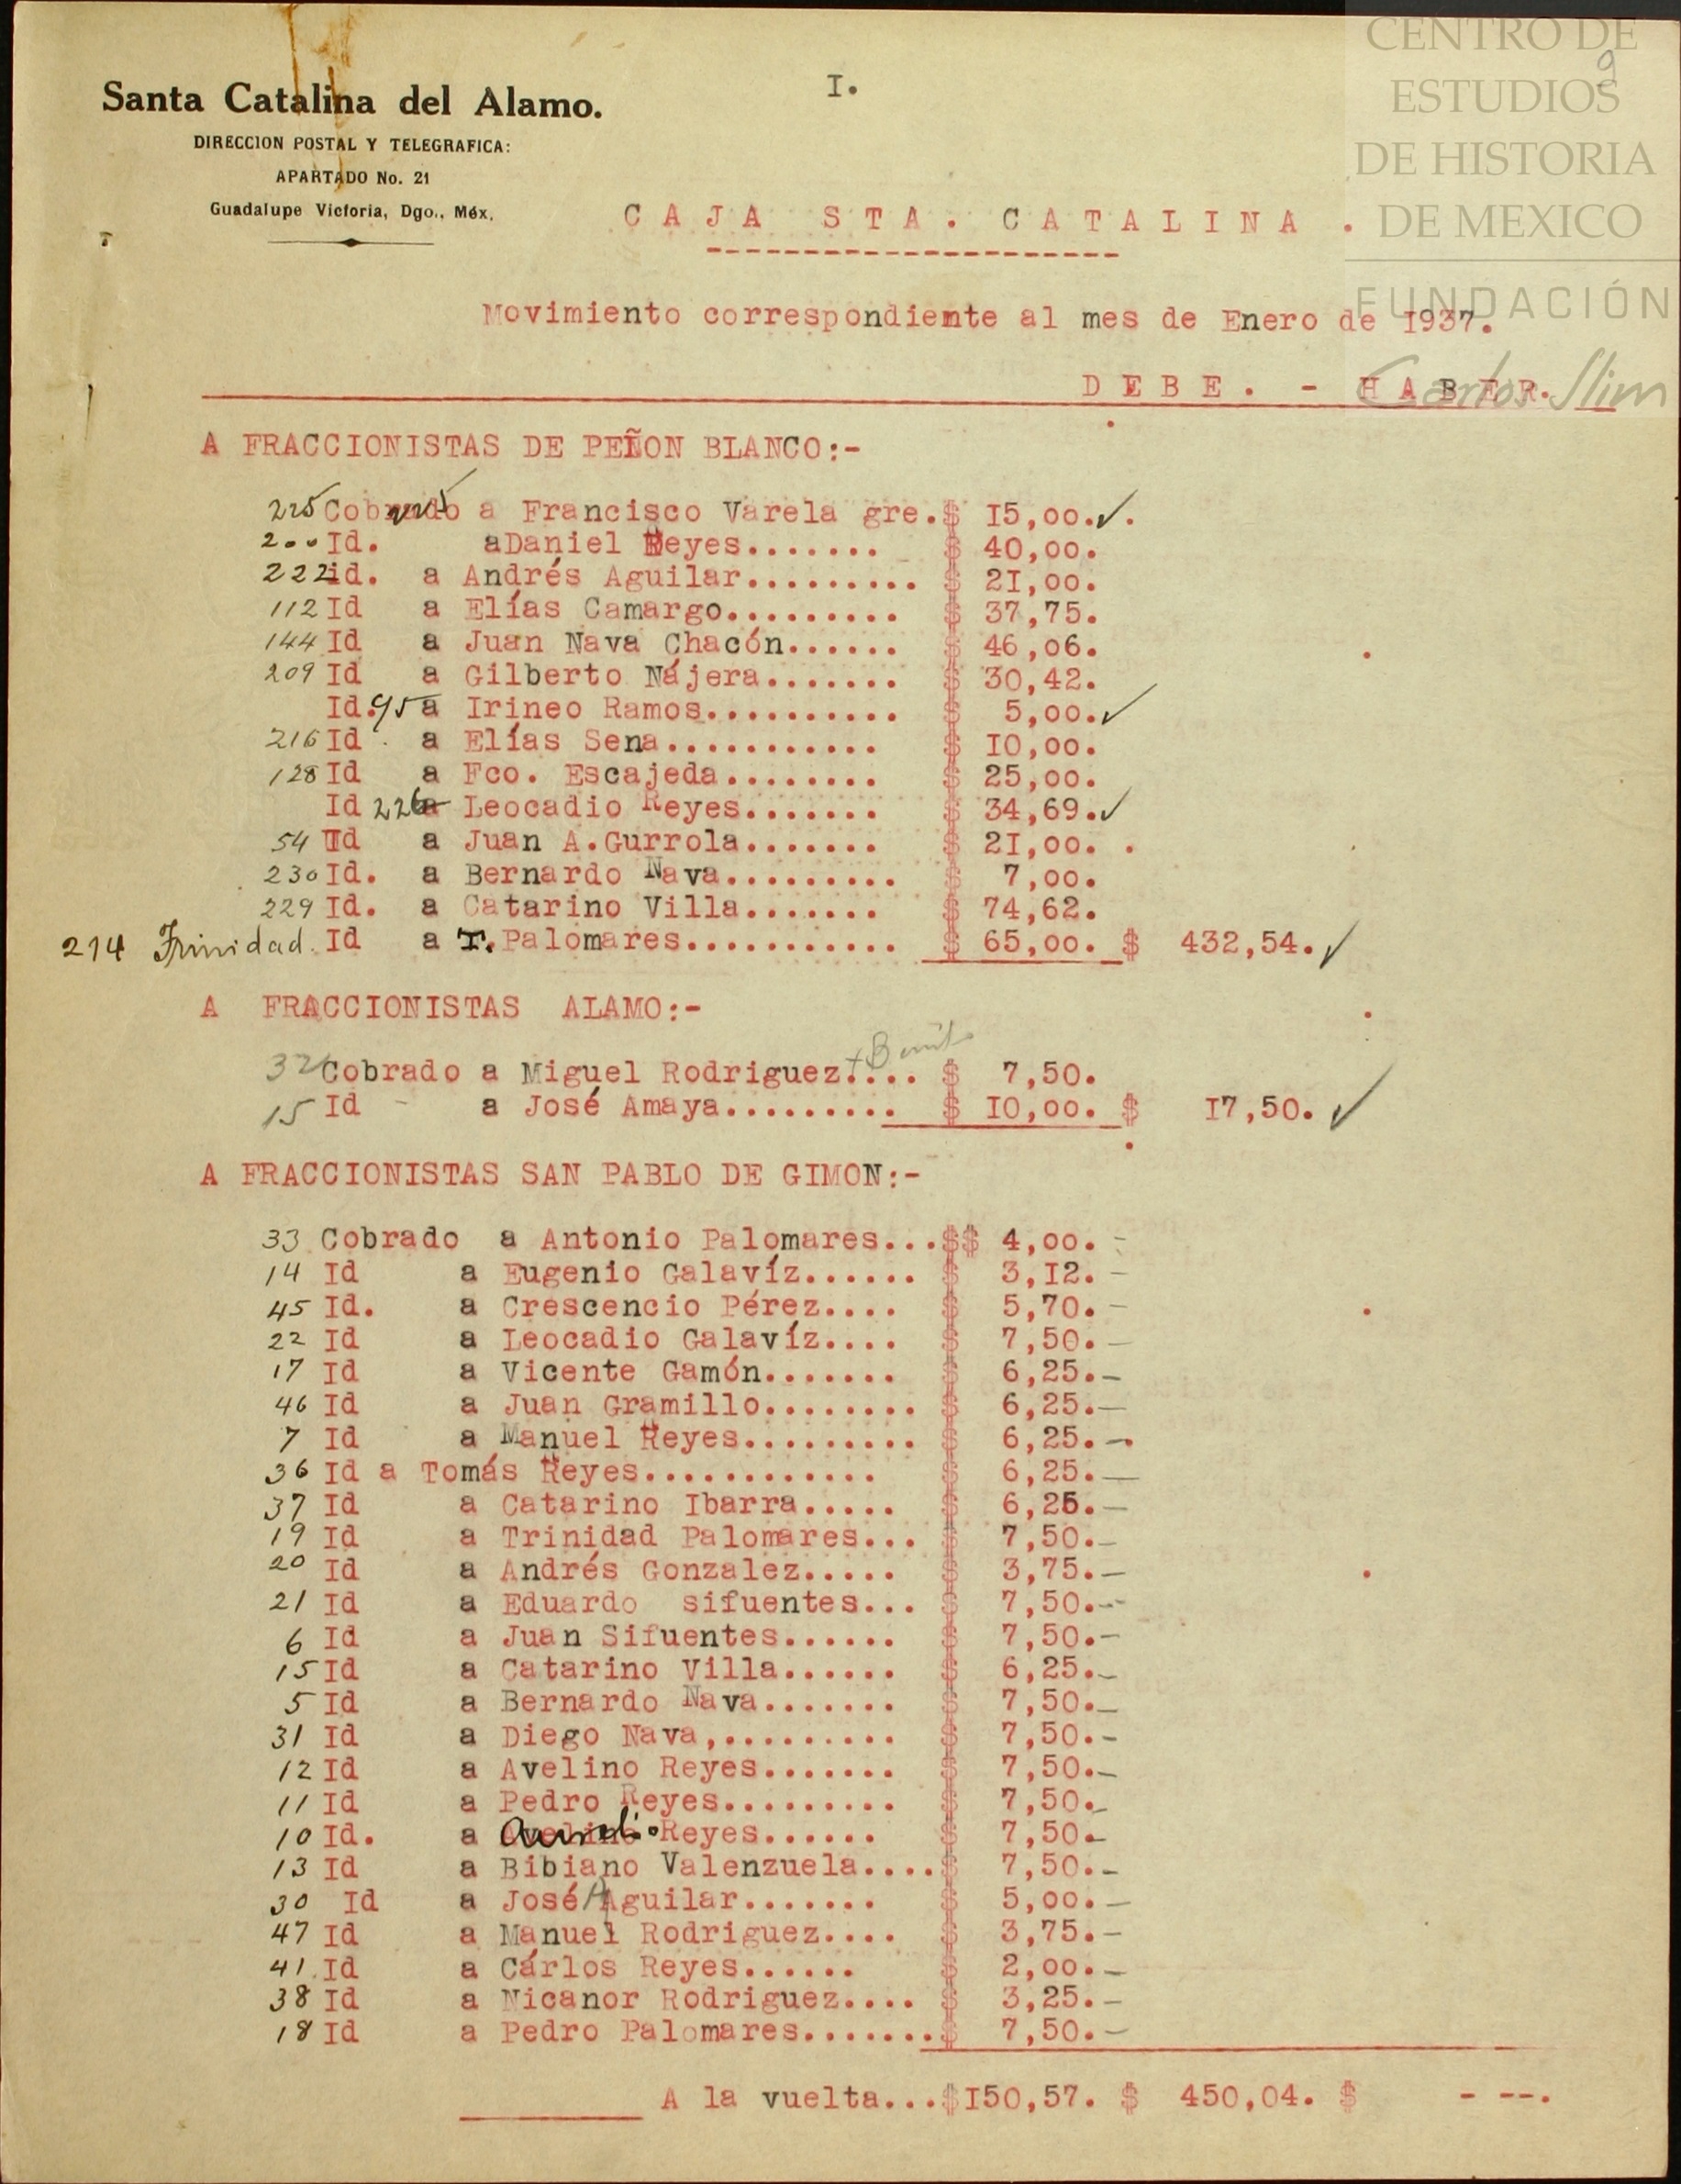 CENTRO DE
ESTUDIOS
DE HISTORIA
DE MEXICO
FUNDACIÓN
Carlos Slim
9
I.
Santa Catalina del Alamo.
DIRECCION POSTAL Y TELEGRAFICA:
APARTADO No. 21
Guadalupe Victoria, Dgo., Méx.
CAJA STA. CATALINA.
Movimiento correspondiente al mes de Enero de 1937.
DEBE. - HABER.
A FRACCIONISTAS DE PEÑON BLANCO:-
225 Cobrado 225 a Francisco Varela gre.$ 15,00.✓.
200 Id. a Daniel Reyes....... $ 40,00.
222 id. a Andrés Aguilar......... $ 21,00.
112 Id a Elías Camargo......... $ 37,75.
144 Id a Juan Nava Chacón...... $ 46,06.
209 Id a Gilberto Nájera....... $ 30,42.
Id. 95 a Irineo Ramos.......... $ 5,00.✓
216 Id a Elías Sena........... $ 10,00.
128 Id a Fco. Escajeda........ $ 25,00.
Id 226 a Leocadio Reyes....... $ 34,69.✓
54 Id a Juan A.Gurrola....... $ 21,00. .
230 Id. a Bernardo Nava......... $ 7,00.
229 Id. a Catarino Villa....... $ 74,62.
214 Trinidad. Id a T. Palomares........... $ 65,00. $ 432,54.✓
A FRACCIONISTAS ALAMO:-
32 Cobrado a Miguel Rodriguez.... $ 7,50.
15 Id - a José Amaya......... $ 10,00. $ 17,50. ✓
A FRACCIONISTAS SAN PABLO DE GIMON:-
33 Cobrado a Antonio Palomares...$$ 4,00. -
14 Id a Eugenio Galavíz...... $ 3,12. -
45 Id. a Crescencio Pérez.... $ 5,70. -
22 Id a Leocadio Galavíz.... $ 7,50. -
17 Id a Vicente Gamón....... $ 6,25.-
46 Id a Juan Gramillo........ $ 6,25.-
7 Id a Manuel Reyes......... $ 6,25.-
36 Id a Tomás Reyes............ $ 6,25.-
37 Id a Catarino Ibarra..... $ 6,25.-
19 Id a Trinidad Palomares... $ 7,50.-
20 Id a Andrés Gonzalez..... $ 3,75.-
21 Id a Eduardo sifuentes... $ 7,50.-
6 Id a Juan Sifuentes...... $ 7,50.-
15 Id a Catarino Villa...... $ 6,25.-
5 Id a Bernardo Nava....... $ 7,50.-
31 Id a Diego Nava,......... $ 7,50.-
12 Id a Avelino Reyes....... $ 7,50.-
11 Id a Pedro Reyes......... $ 7,50.-
10 Id. a Aurelio Reyes...... $ 7,50.-
13 Id a Bibiano Valenzuela....$ 7,50.-
30 Id a José Aguilar....... $ 5,00.-
47 Id a Manuel Rodriguez.... $ 3,75.-
41 Id a Cárlos Reyes...... $ 2,00.-
38 Id a Nicanor Rodriguez.... $ 3,25.-
18 Id a Pedro Palomares.......$ 7,50.-
A la vuelta...$150,57. $ 450,04. $ - --.